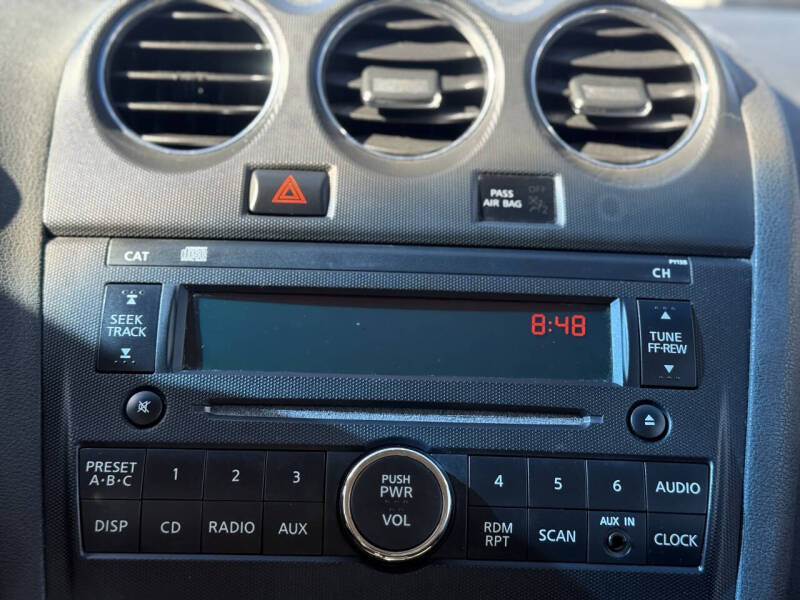 PASS
AIR BAG
OFF
CAT
CH
SEEK
TRACK
8:48
TUNE
FF·REW
PRESET
A·B·C
1
2
3
PUSH
PWR
VOL
4
5
6
AUDIO
DISP
CD
RADIO
AUX
RDM
RPT
SCAN
AUX IN
CLOCK